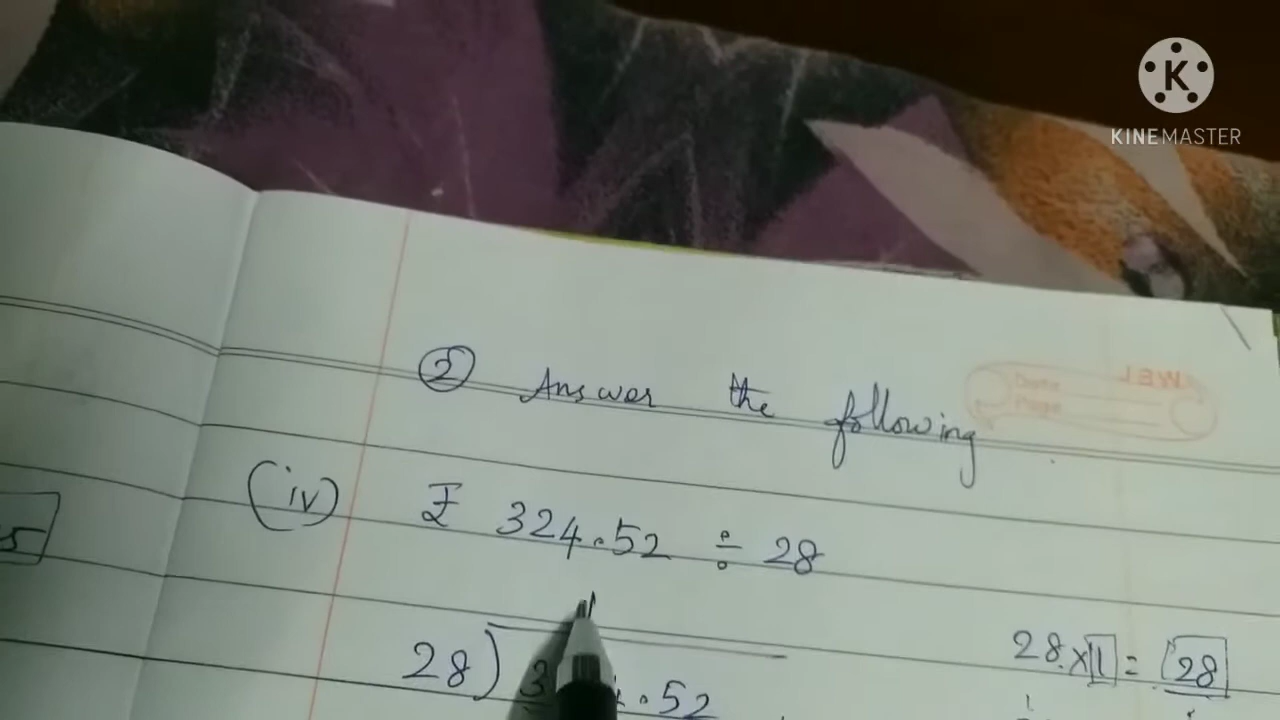 KINEMASTER
② Answer the following
(iv) ₹ 324.52 ÷ 28
28 ) 3 .52
28 × 1 = 28